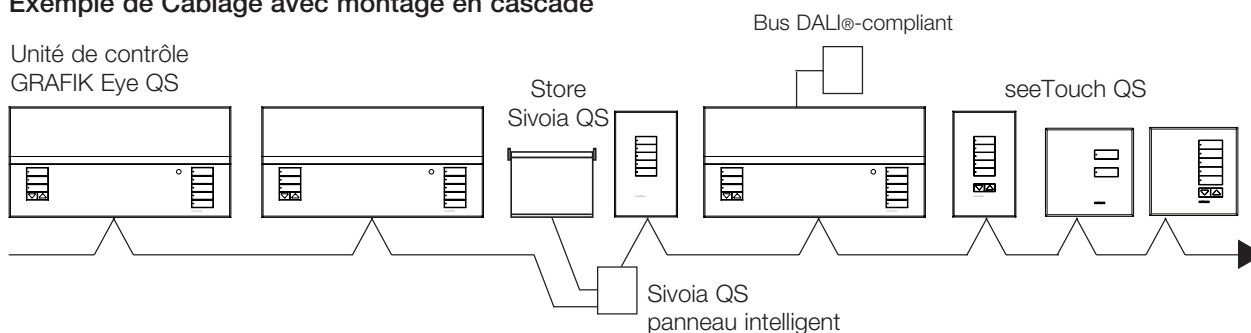 Exemple de Câblage avec montage en cascade
Bus DALI®-compliant
Unité de contrôle
GRAFIK Eye QS
Store
Sivoia QS
seeTouch QS
Sivoia QS
panneau intelligent